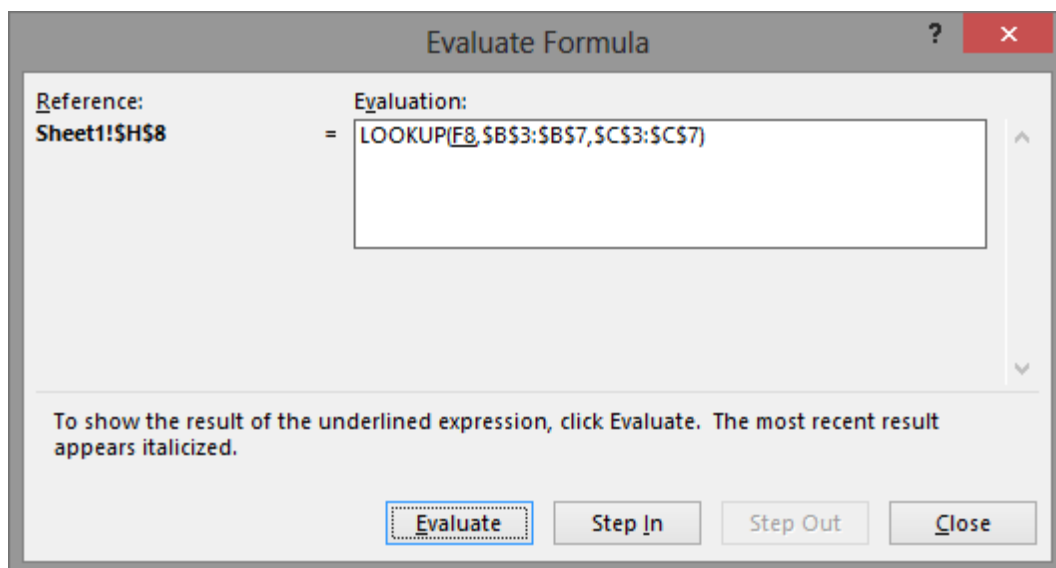 Evaluate Formula
?
×
Reference:
Evaluation:
Sheet1!$H$8
=
LOOKUP(F8,$B$3:$B$7,$C$3:$C$7)
To show the result of the underlined expression, click Evaluate. The most recent result
appears italicized.
Evaluate
Step In
Step Out
Close